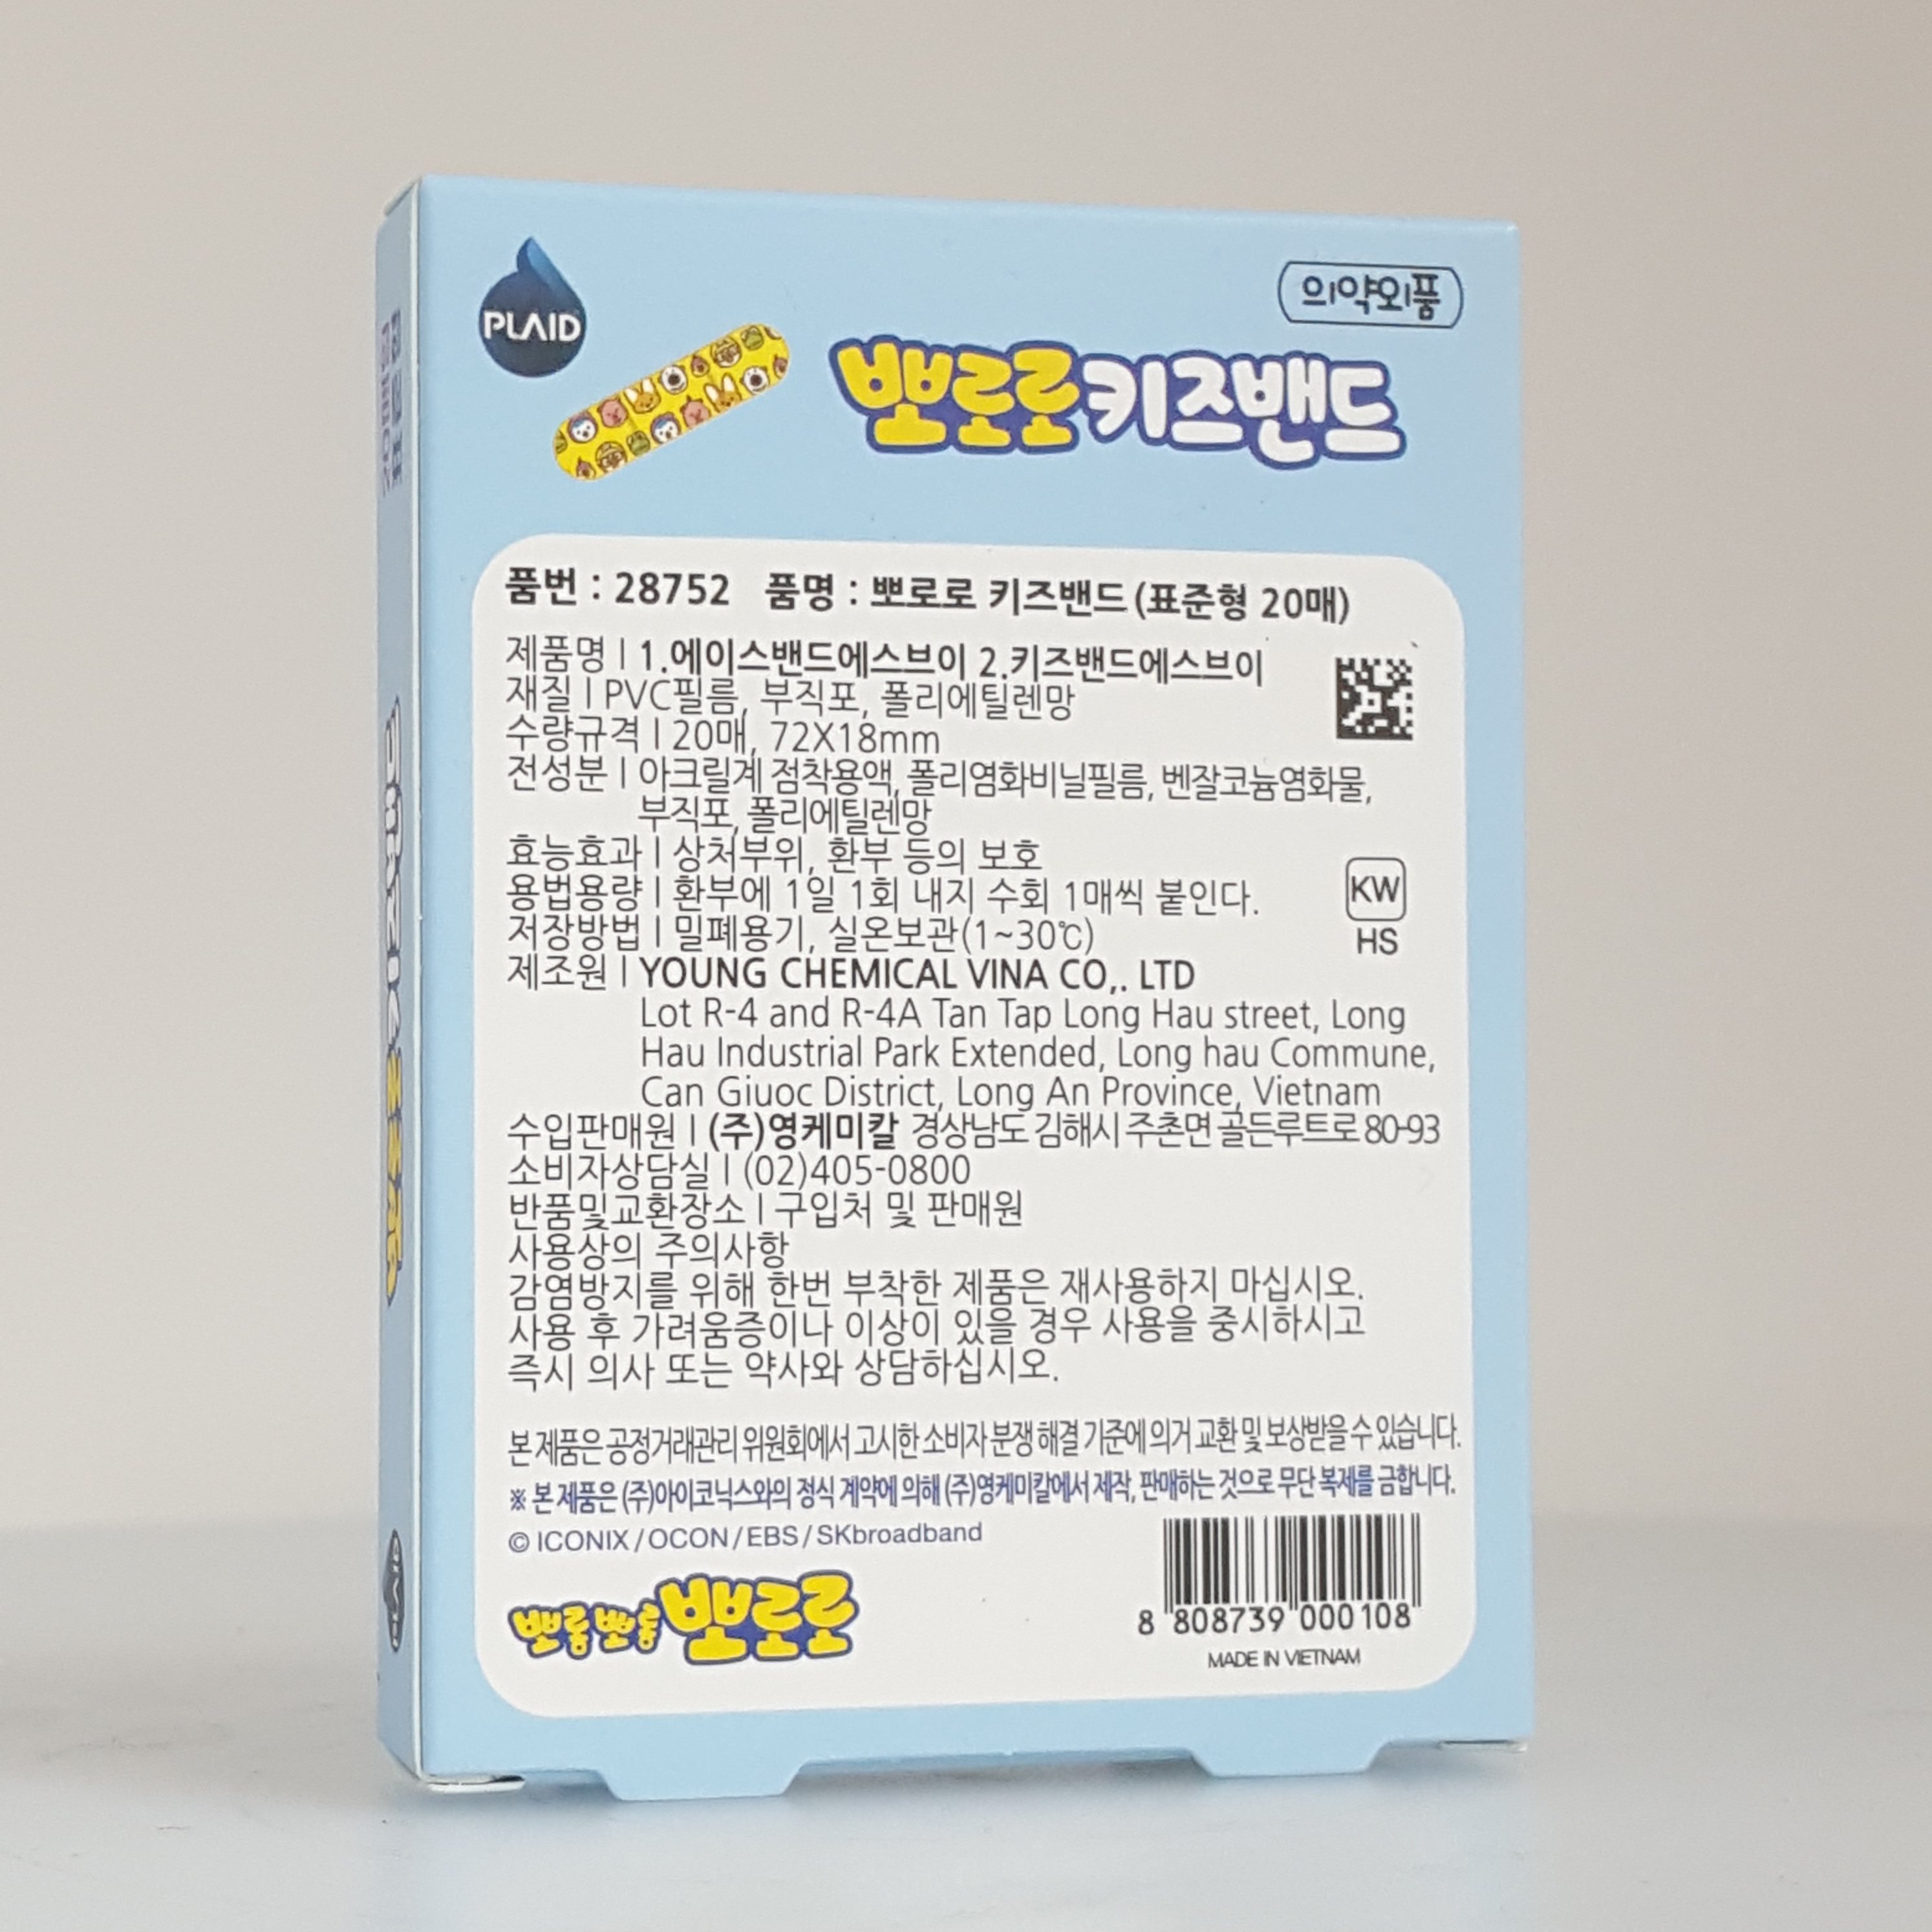 PLAID
의약외품
뽀로로키즈밴드
품번 : 28752 품명 : 뽀로로 키즈밴드(표준형 20매)
제품명 | 1.에이스밴드에스브이 2.키즈밴드에스브이
재질 | PVC필름, 부직포, 폴리에틸렌망
수량규격 | 20매, 72X18mm
전성분 | 아크릴계 점착용액, 폴리염화비닐필름, 벤잘코늄염화물,
부직포, 폴리에틸렌망
효능효과 | 상처부위, 환부 등의 보호
용법용량 | 환부에 1일 1회 내지 수회 1매씩 붙인다.
저장방법 | 밀폐용기, 실온보관(1~30℃)
KW
HS
제조원 | YOUNG CHEMICAL VINA CO,. LTD
Lot R-4 and R-4A Tan Tap Long Hau street, Long
Hau Industrial Park Extended, Long hau Commune,
Can Giuoc District, Long An Province, Vietnam
수입판매원 | (주)영케미칼 경상남도 김해시 주촌면 골든루트로 80-93
소비자상담실 | (02)405-0800
반품및교환장소 | 구입처 및 판매원
사용상의 주의사항
감염방지를 위해 한번 부착한 제품은 재사용하지 마십시오.
사용 후 가려움증이나 이상이 있을 경우 사용을 중시하시고
즉시 의사 또는 약사와 상담하십시오.
본 제품은 공정거래관리 위원회에서 고시한 소비자 분쟁 해결 기준에 의거 교환 및 보상받을 수 있습니다.
※ 본 제품은 (주)아이코닉스와의 정식 계약에 의해 (주)영케미칼에서 제작, 판매하는 것으로 무단 복제를 금합니다.
© ICONIX/OCON/EBS/SKbroadband
뽀롱뽀롱 뽀로로
8 808739 000108
MADE IN VIETNAM